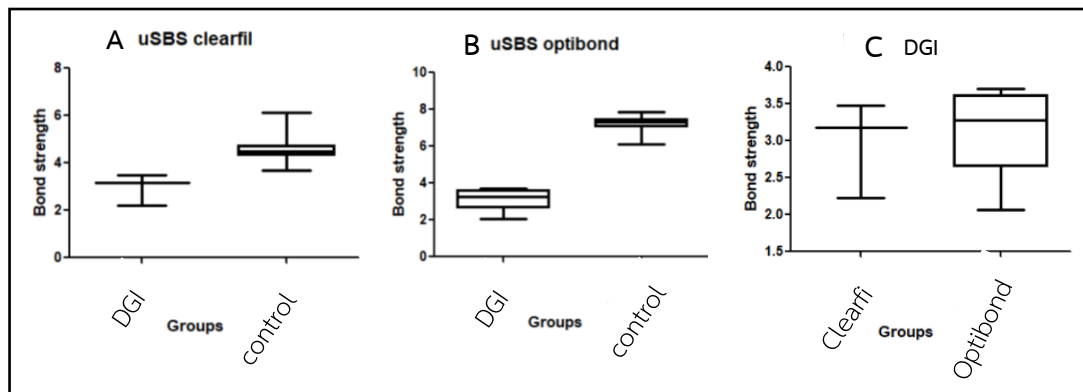 A uSBS clearfil
8
6
4
2
0
Bond strength
DGI
control
Groups
B uSBS optibond
10
8
6
4
2
0
Bond strength
DGI
control
Groups
C DGI
4.0
3.5
3.0
2.5
2.0
1.5
Bond strength
Clearfi
Optibond
Groups